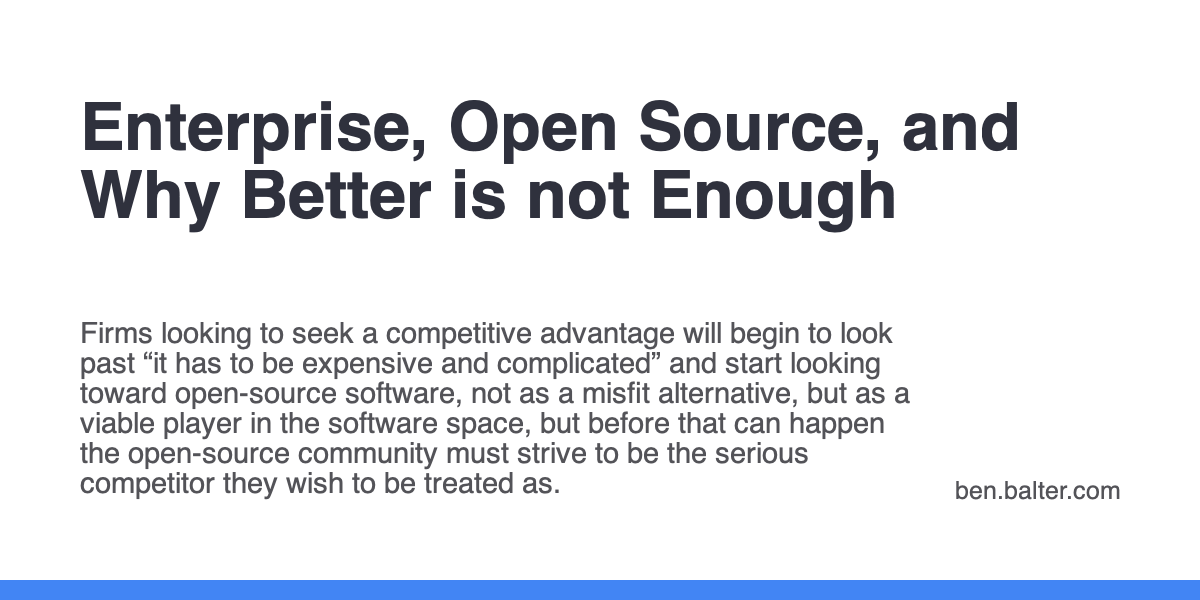 Enterprise, Open Source, and
Why Better is not Enough
Firms looking to seek a competitive advantage will begin to look
past “it has to be expensive and complicated” and start looking
toward open-source software, not as a misfit alternative, but as a
viable player in the software space, but before that can happen
the open-source community must strive to be the serious
competitor they wish to be treated as.
ben.balter.com